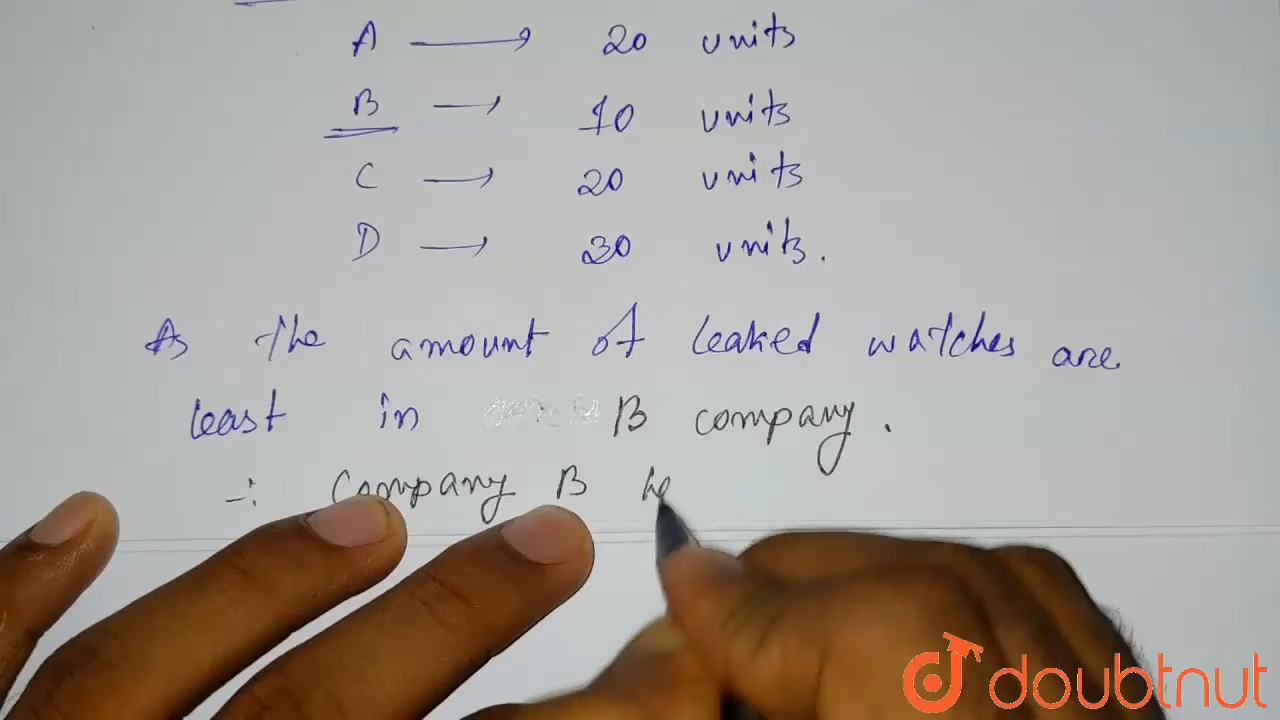 A → 20 units
B → 10 units
C → 20 units
D → 30 units.
As the amount of leaked watches are
least in B company.
∴ Company B
doubtnut